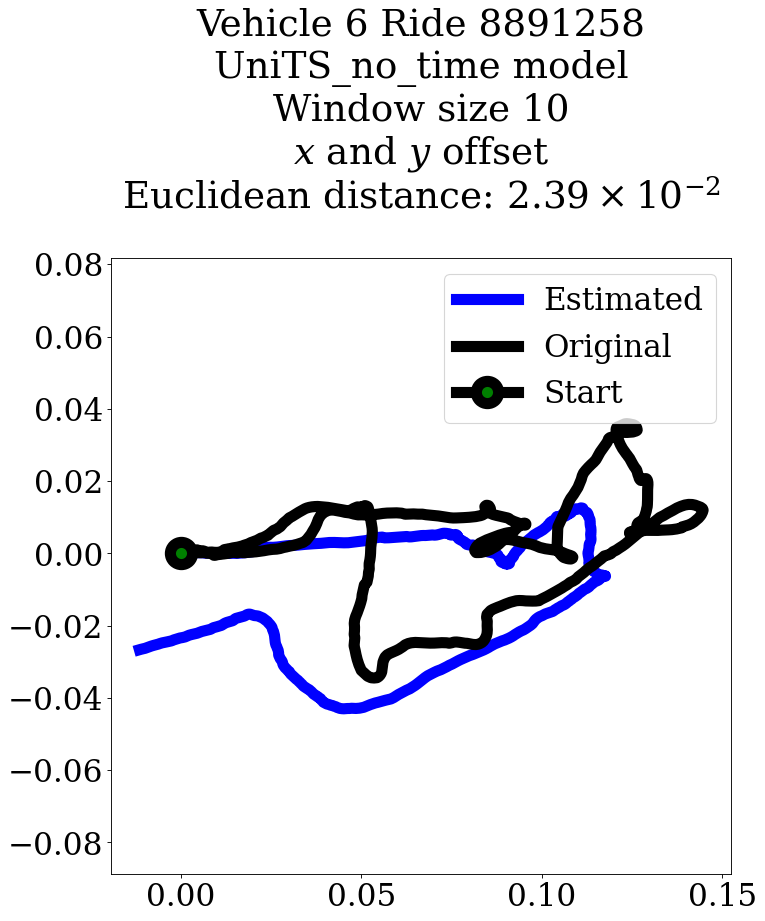 Vehicle 6 Ride 8891258
UniTS_no_time model
Window size 10
x and y offset
Euclidean distance: 2.39 × 10⁻²
Estimated
Original
Start
0.08
0.06
0.04
0.02
0.00
−0.02
−0.04
−0.06
−0.08
0.00 0.05 0.10 0.15